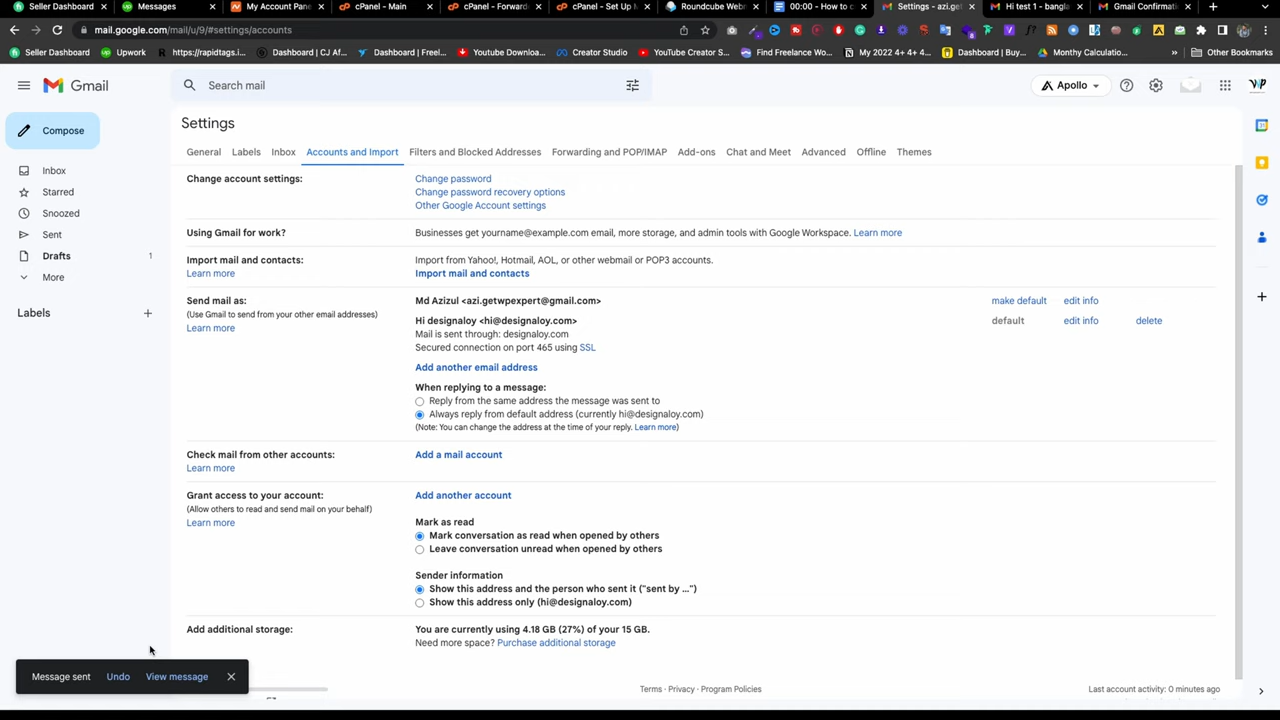 Seller Dashboard
Messages
My Account Pane
cPanel - Main
cPanel - Forward
cPanel - Set Up M
Roundcube Webm
00:00 - How to c
Settings - azi.get
Hi test 1 - bangla
Gmail Confirmati
mail.google.com/mail/u/9/#settings/accounts
Seller Dashboard
Upwork
https://rapidtags.i...
Dashboard | CJ Af...
Dashboard | Freel...
Youtube Downloa...
Creator Studio
YouTube Creator S...
Find Freelance Wo...
My 2022 4+ 4+ 4...
Dashboard | Buy...
Monthy Calculatio...
Other Bookmarks
Gmail
Search mail
Apollo
Compose
Inbox
Starred
Snoozed
Sent
Drafts 1
More
Labels
Settings
General Labels Inbox Accounts and Import Filters and Blocked Addresses Forwarding and POP/IMAP Add-ons Chat and Meet Advanced Offline Themes
Change account settings: Change password
Change password recovery options
Other Google Account settings
Using Gmail for work? Businesses get yourname@example.com email, more storage, and admin tools with Google Workspace. Learn more
Import mail and contacts: Import from Yahoo!, Hotmail, AOL, or other webmail or POP3 accounts.
Learn more Import mail and contacts
Send mail as: Md Azizul <azi.getwpexpert@gmail.com> make default edit info
(Use Gmail to send from your other email addresses)
Learn more
Hi designaloy <hi@designaloy.com> default edit info delete
Mail is sent through: designaloy.com
Secured connection on port 465 using SSL
Add another email address
When replying to a message:
Reply from the same address the message was sent to
Always reply from default address (currently hi@designaloy.com)
(Note: You can change the address at the time of your reply. Learn more)
Check mail from other accounts: Add a mail account
Learn more
Grant access to your account: Add another account
(Allow others to read and send mail on your behalf)
Learn more
Mark as read
Mark conversation as read when opened by others
Leave conversation unread when opened by others
Sender information
Show this address and the person who sent it ("sent by ...")
Show this address only (hi@designaloy.com)
Add additional storage: You are currently using 4.18 GB (27%) of your 15 GB.
Need more space? Purchase additional storage
Message sent Undo View message
Terms · Privacy · Program Policies
Last account activity: 0 minutes ago